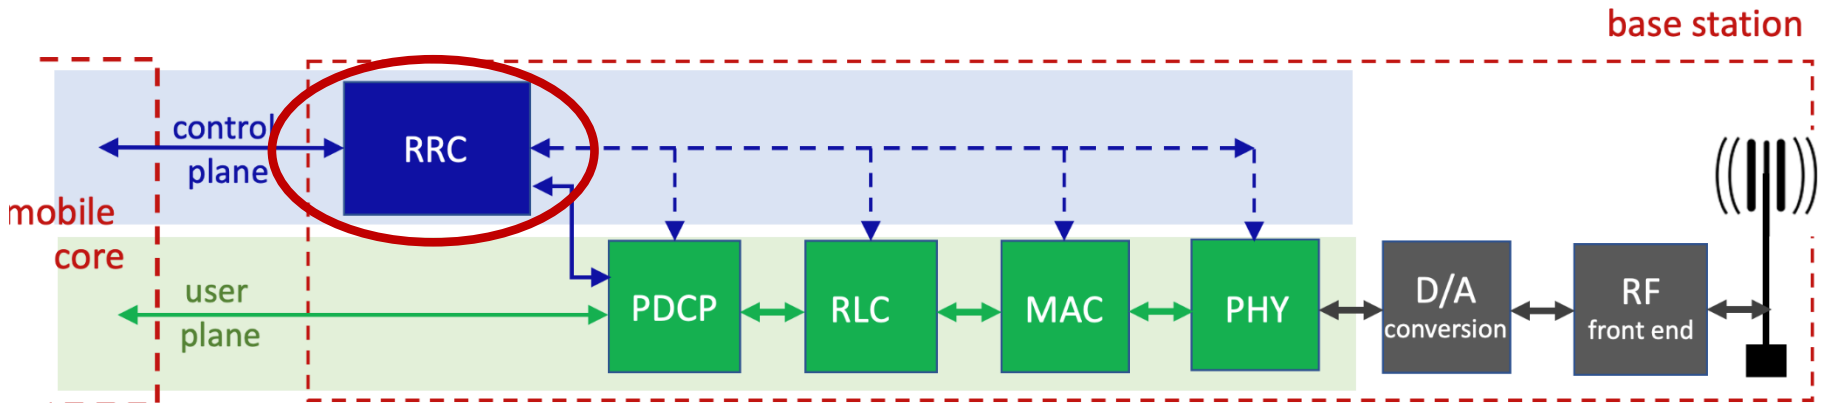 base station
control
plane
RRC
mobile
core
user
plane
PDCP
RLC
MAC
PHY
D/A
conversion
RF
front end